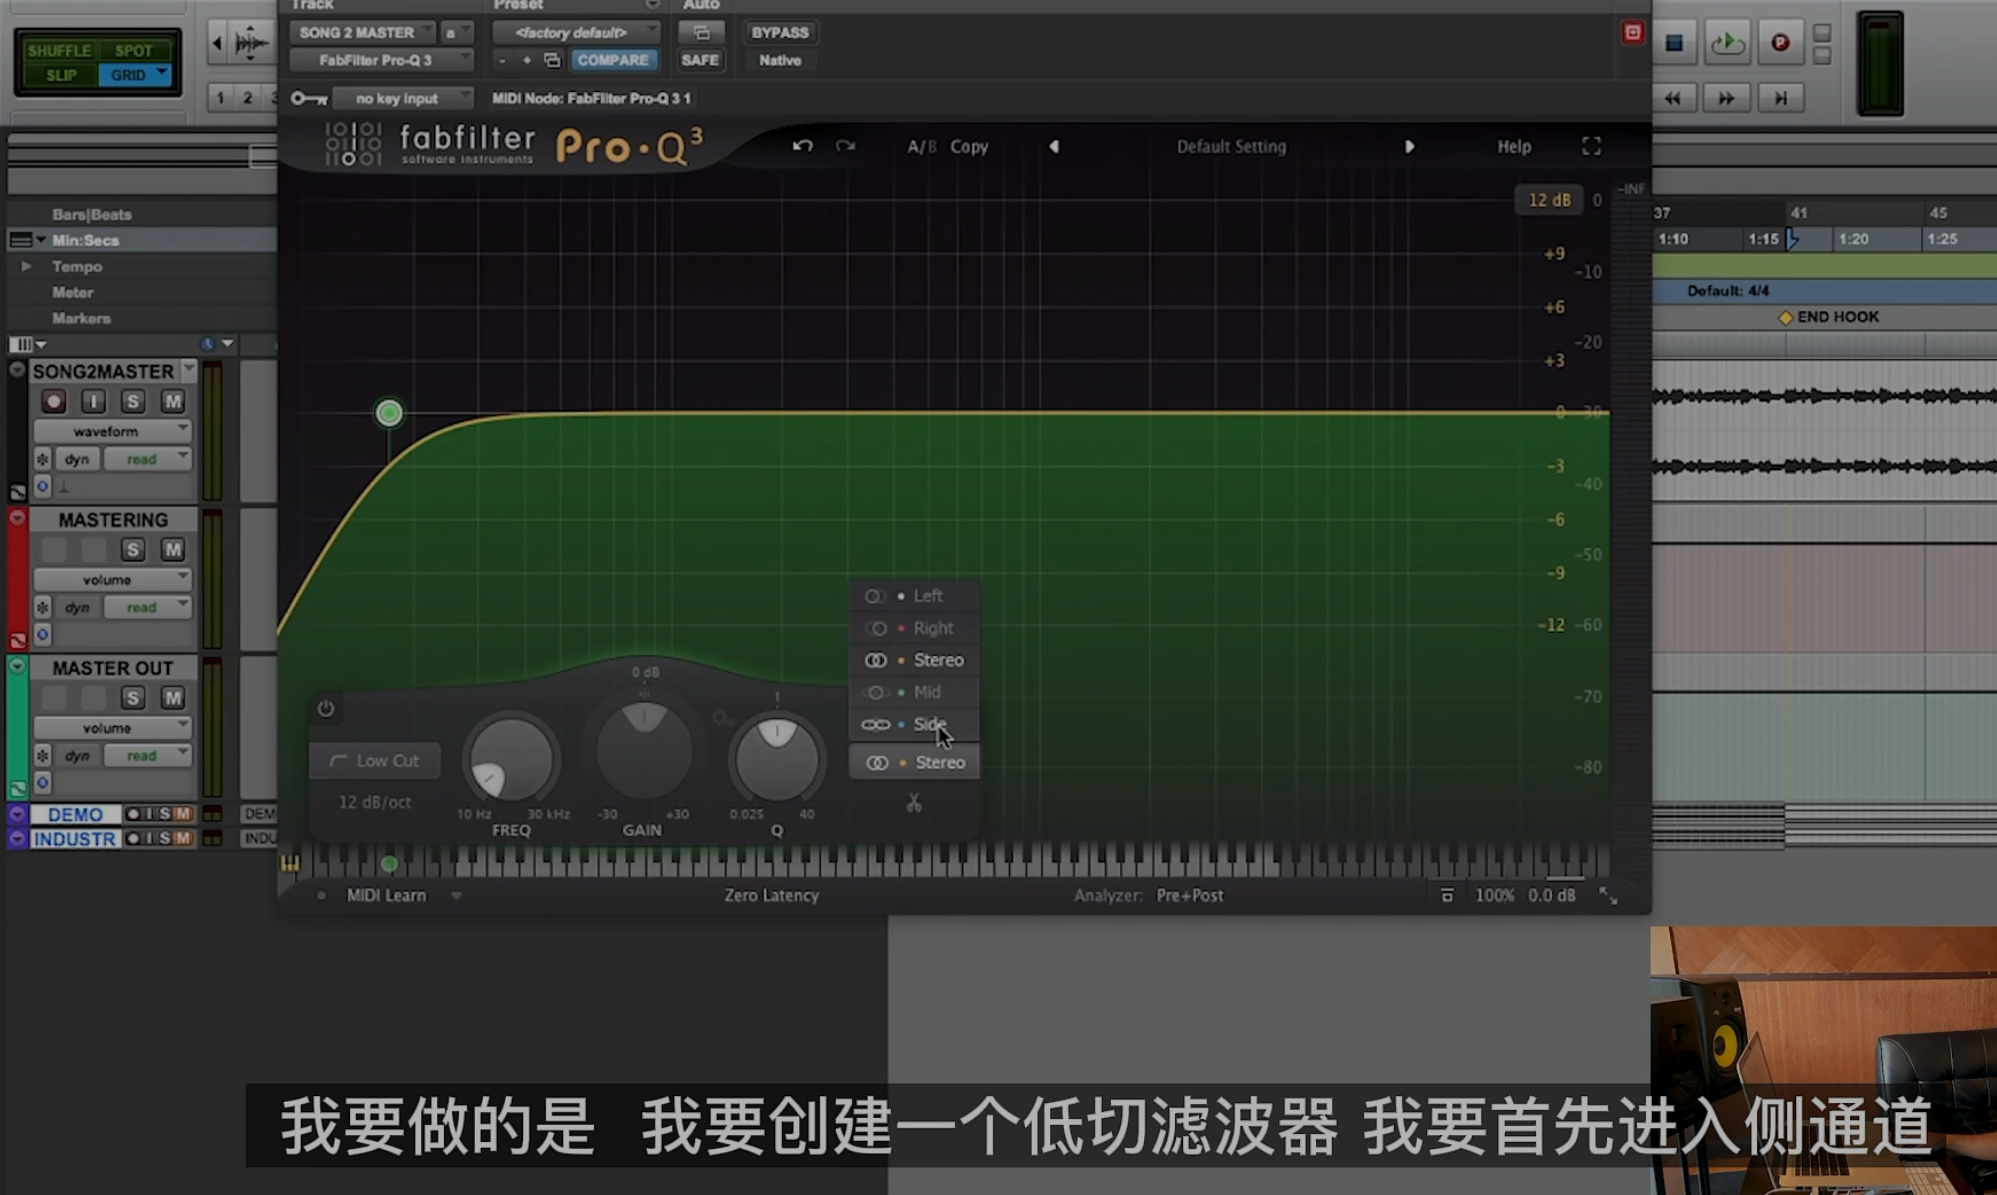 Track
Preset
Auto
SHUFFLE
SPOT
SLIP
GRID
SONG 2 MASTER
a
<factory default>
BYPASS
FabFilter Pro-Q 3
- +
COMPARE
SAFE
Native
1 2 3
no key input
MIDI Node: FabFilter Pro-Q 3 1
fabfilter
software instruments
Pro·Q3
A/B
Copy
Default Setting
Help
Bars|Beats
Min:Secs
Tempo
Meter
Markers
12 dB
0
-INF
+9
-10
+6
-20
+3
0
-30
-3
-40
-6
-50
-9
-12
-60
-70
-80
37
41
45
1:10
1:15
1:20
1:25
Default: 4/4
END HOOK
SONG2MASTER
I S M
waveform
dyn
read
MASTERING
S M
volume
dyn
read
MASTER OUT
S M
volume
dyn
read
DEMO
I S M
DEM
INDUSTR
I S M
INDU
Left
Right
Stereo
Mid
Side
Stereo
0 dB
1
Low Cut
12 dB/oct
10 Hz
30 kHz
FREQ
-30
+30
GAIN
0.025
40
Q
MIDI Learn
Zero Latency
Analyzer: Pre+Post
100%
0.0 dB
我要做的是 我要创建一个低切滤波器 我要首先进入侧通道